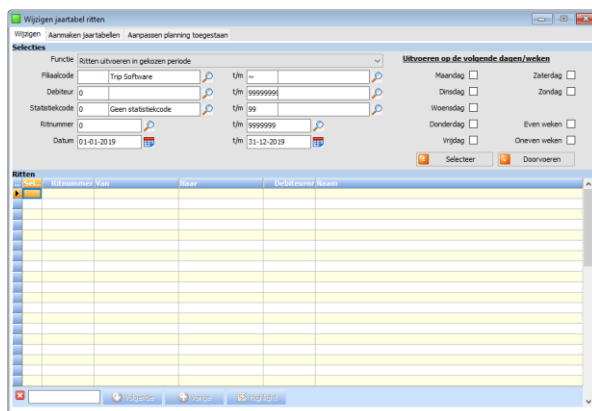 Wijzigen jaartabel ritten
Wijzigen Aanmaken jaartabellen Aanpassen planning toegestaan
Selecties
Functie Ritten uitvoeren in gekozen periode
Uitvoeren op de volgende dagen/weken
Filiaalcode Trip Software t/m ~
Maandag Zaterdag
Debiteur 0 t/m 99999999
Dinsdag Zondag
Statistiekcode 0 Geen statistiekcode t/m 99
Woensdag
Ritnummer 0 t/m 9999999
Donderdag Even weken
Datum 01-01-2019 t/m 31-12-2019
Vrijdag Oneven weken
Selecteer Doorvoeren
Ritten
... Sel... Ritnummer Van Naar Debiteurnr Naam
Volgende Vorige Highlight